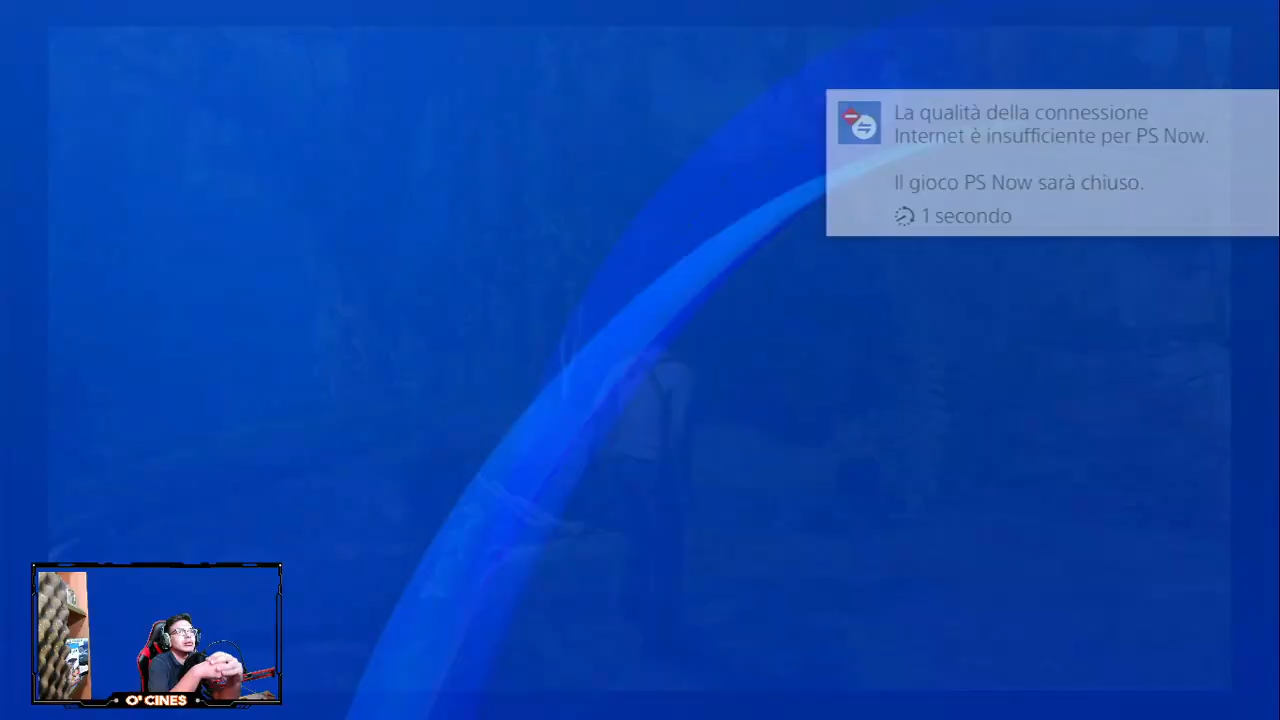 La qualità della connessione
Internet è insufficiente per PS Now.
Il gioco PS Now sarà chiuso.
1 secondo
O' CINES